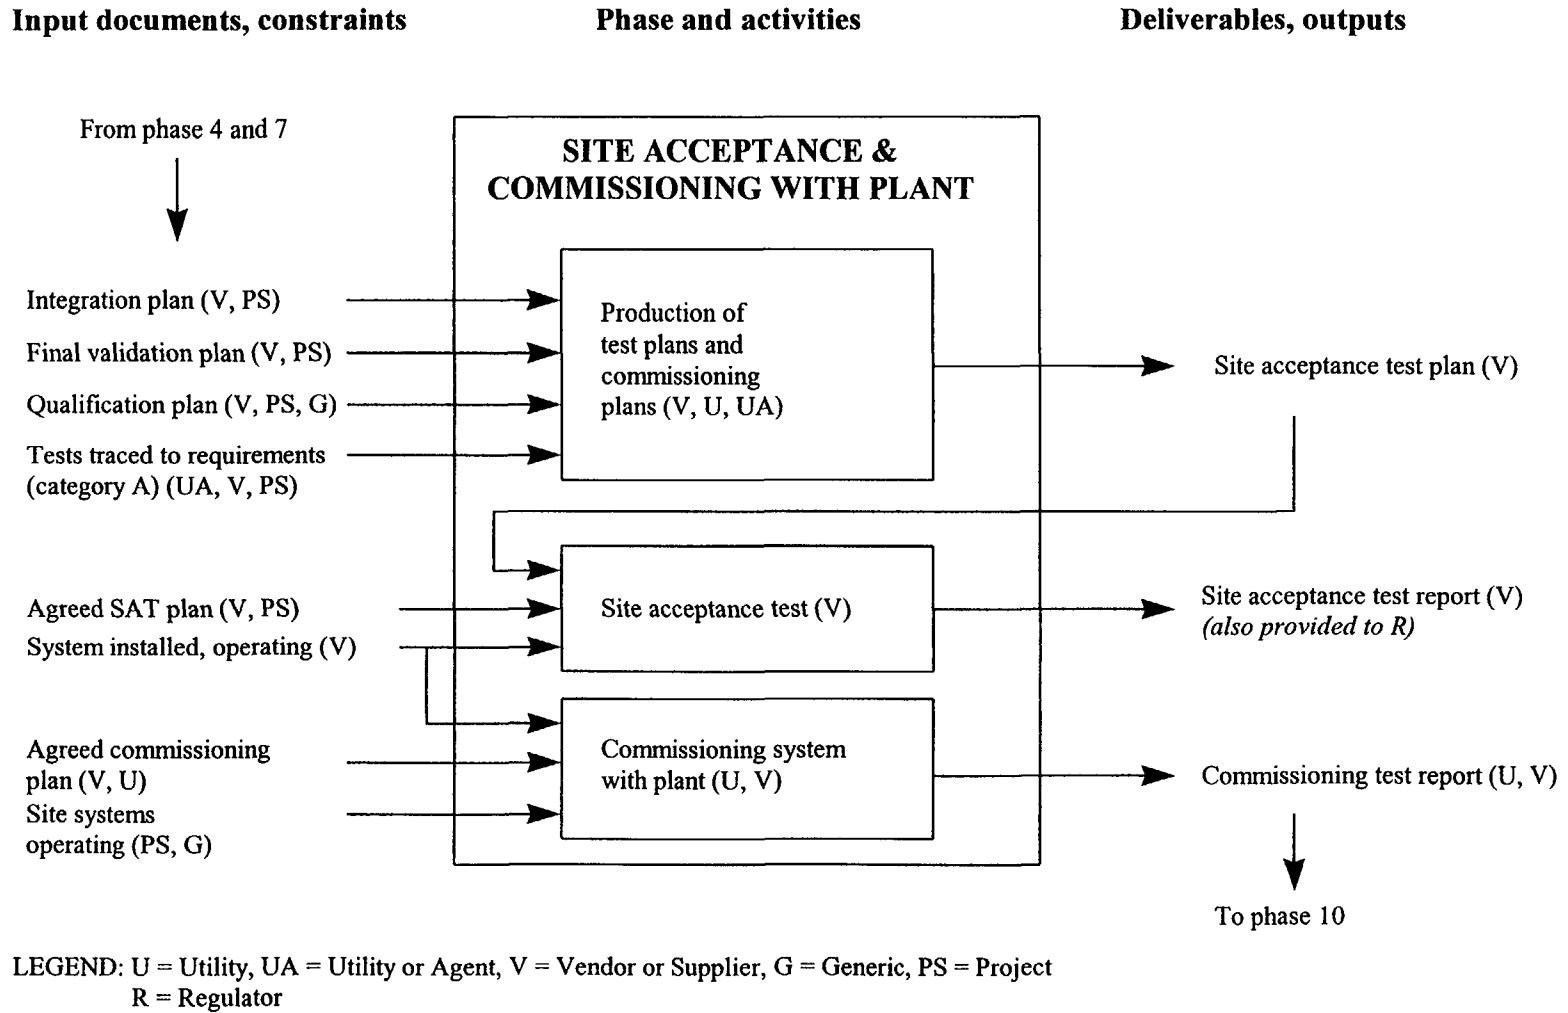 Input documents, constraints
Phase and activities
Deliverables, outputs
From phase 4 and 7
SITE ACCEPTANCE &
COMMISSIONING WITH PLANT
Integration plan (V, PS)
Final validation plan (V, PS)
Qualification plan (V, PS, G)
Tests traced to requirements
(category A) (UA, V, PS)
Production of
test plans and
commissioning
plans (V, U, UA)
Site acceptance test plan (V)
Agreed SAT plan (V, PS)
System installed, operating (V)
Site acceptance test (V)
Site acceptance test report (V)
(also provided to R)
Agreed commissioning
plan (V, U)
Site systems
operating (PS, G)
Commissioning system
with plant (U, V)
Commissioning test report (U, V)
To phase 10
LEGEND: U = Utility, UA = Utility or Agent, V = Vendor or Supplier, G = Generic, PS = Project
R = Regulator